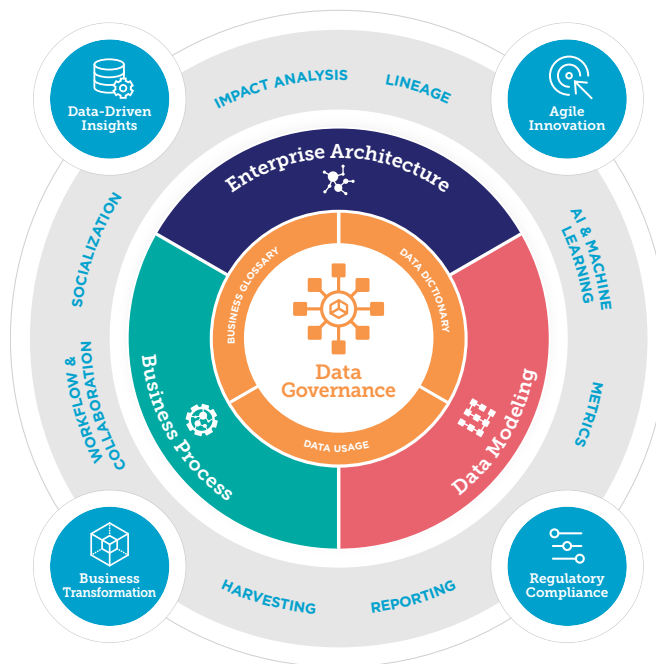 IMPACT ANALYSIS
LINEAGE
Data-Driven
Insights
Agile
Innovation
Enterprise Architecture
SOCIALIZATION
AI & MACHINE
LEARNING
BUSINESS GLOSSARY
DATA DICTIONARY
Data
Governance
WORKFLOW &
COLLABORATION
METRICS
Business Process
DATA USAGE
Data Modeling
Business
Transformation
Regulatory
Compliance
HARVESTING
REPORTING